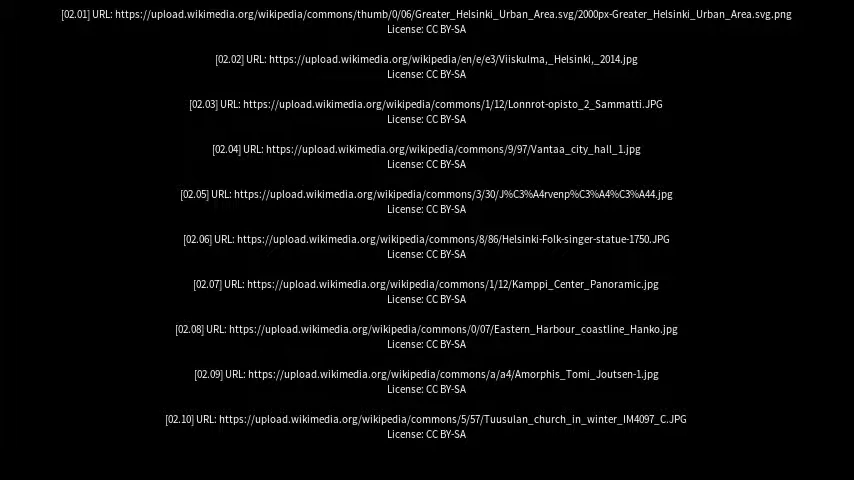 [02.01] URL: https://upload.wikimedia.org/wikipedia/commons/thumb/0/06/Greater_Helsinki_Urban_Area.svg/2000px-Greater_Helsinki_Urban_Area.svg.png
License: CC BY-SA
[02.02] URL: https://upload.wikimedia.org/wikipedia/en/e/e3/Viiskulma,_Helsinki,_2014.jpg
License: CC BY-SA
[02.03] URL: https://upload.wikimedia.org/wikipedia/commons/1/12/Lonnrot-opisto_2_Sammatti.JPG
License: CC BY-SA
[02.04] URL: https://upload.wikimedia.org/wikipedia/commons/9/97/Vantaa_city_hall_1.jpg
License: CC BY-SA
[02.05] URL: https://upload.wikimedia.org/wikipedia/commons/3/30/J%C3%A4rvenp%C3%A4%C3%A44.jpg
License: CC BY-SA
[02.06] URL: https://upload.wikimedia.org/wikipedia/commons/8/86/Helsinki-Folk-singer-statue-1750.JPG
License: CC BY-SA
[02.07] URL: https://upload.wikimedia.org/wikipedia/commons/1/12/Kamppi_Center_Panoramic.jpg
License: CC BY-SA
[02.08] URL: https://upload.wikimedia.org/wikipedia/commons/0/07/Eastern_Harbour_coastline_Hanko.jpg
License: CC BY-SA
[02.09] URL: https://upload.wikimedia.org/wikipedia/commons/a/a4/Amorphis_Tomi_Joutsen-1.jpg
License: CC BY-SA
[02.10] URL: https://upload.wikimedia.org/wikipedia/commons/5/57/Tuusulan_church_in_winter_IM4097_C.JPG
License: CC BY-SA